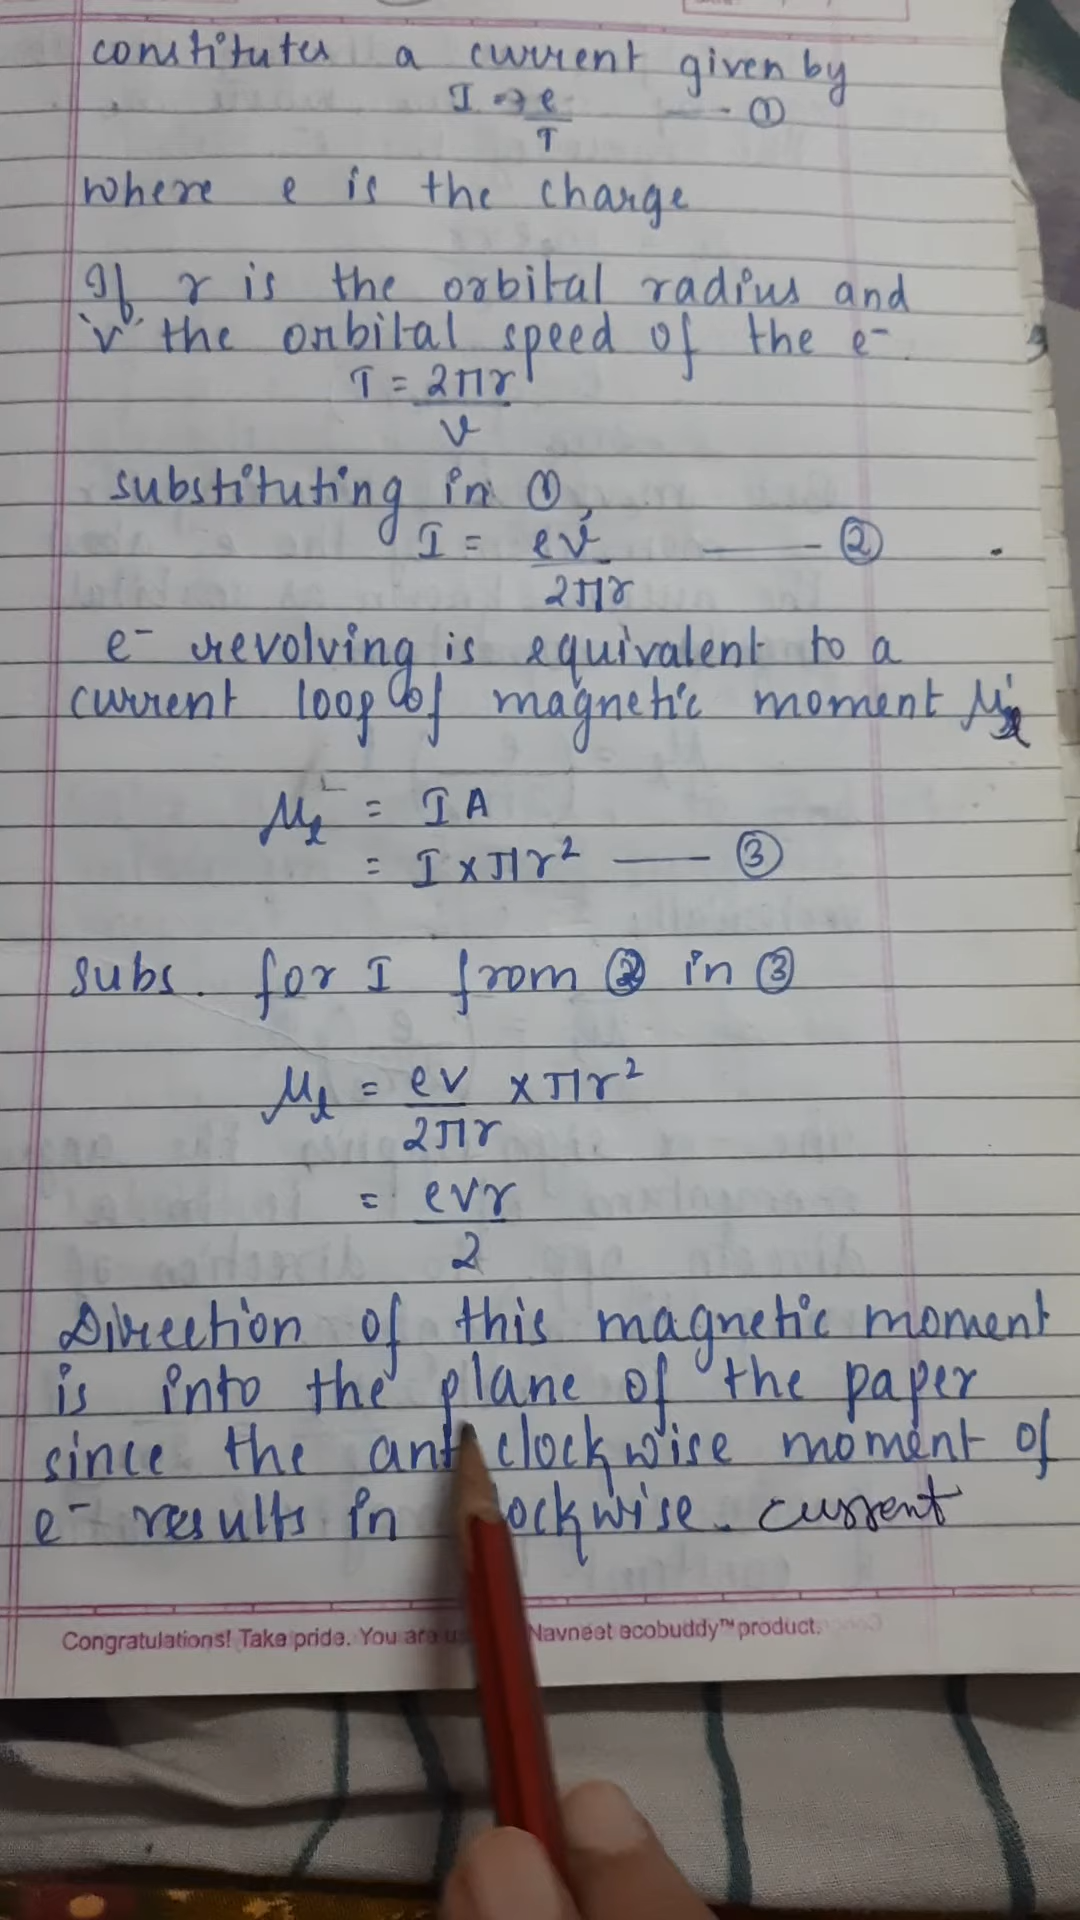 constitutes a current given by
I → e/T — ①
where e is the charge
If r is the orbital radius and
'v' the orbital speed of the e⁻
T = 2πr/v
substituting in ①,
I = ev/2πr — ②
e⁻ revolving is equivalent to a
current loop of magnetic moment μₗ
μₗ = I A
= I × πr² — ③
subs. for I from ② in ③
μₗ = ev/2πr × πr²
= evr/2
Direction of this magnetic moment
is into the plane of the paper
since the ant clockwise moment of
e⁻ results in lockwise. current
Congratulations! Take pride. You are u Navneet ecobuddy™ product.